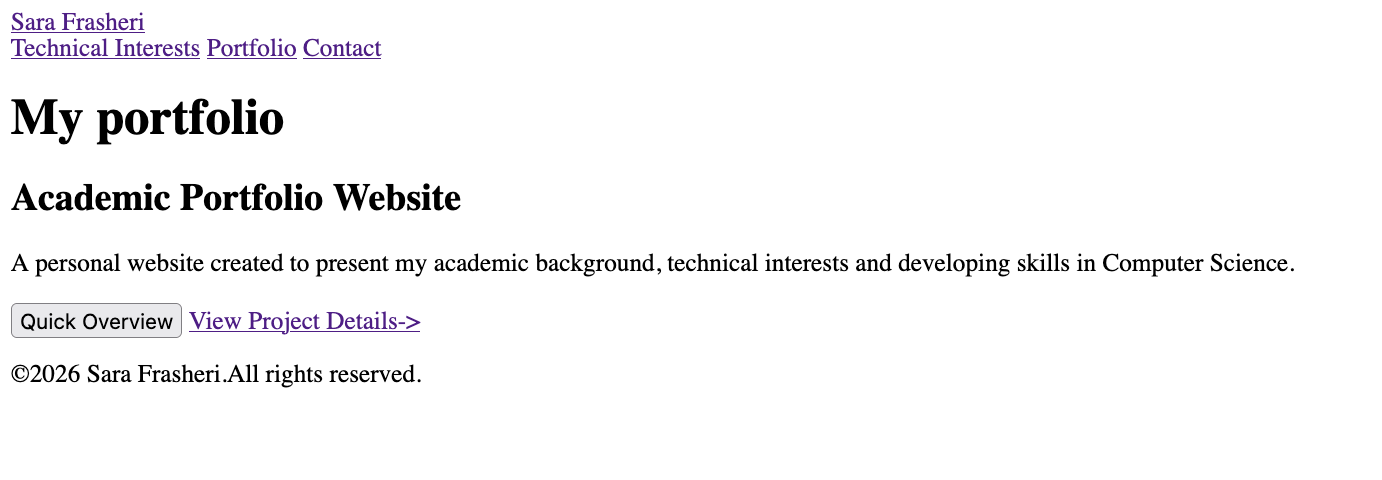 Sara Frasheri
Technical Interests Portfolio Contact
My portfolio
Academic Portfolio Website
A personal website created to present my academic background, technical interests and developing skills in Computer Science.
Quick Overview View Project Details->
©2026 Sara Frasheri.All rights reserved.